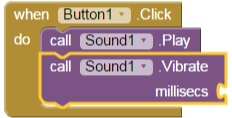 when Button1 .Click
do call Sound1 .Play
call Sound1 .Vibrate
millisecs